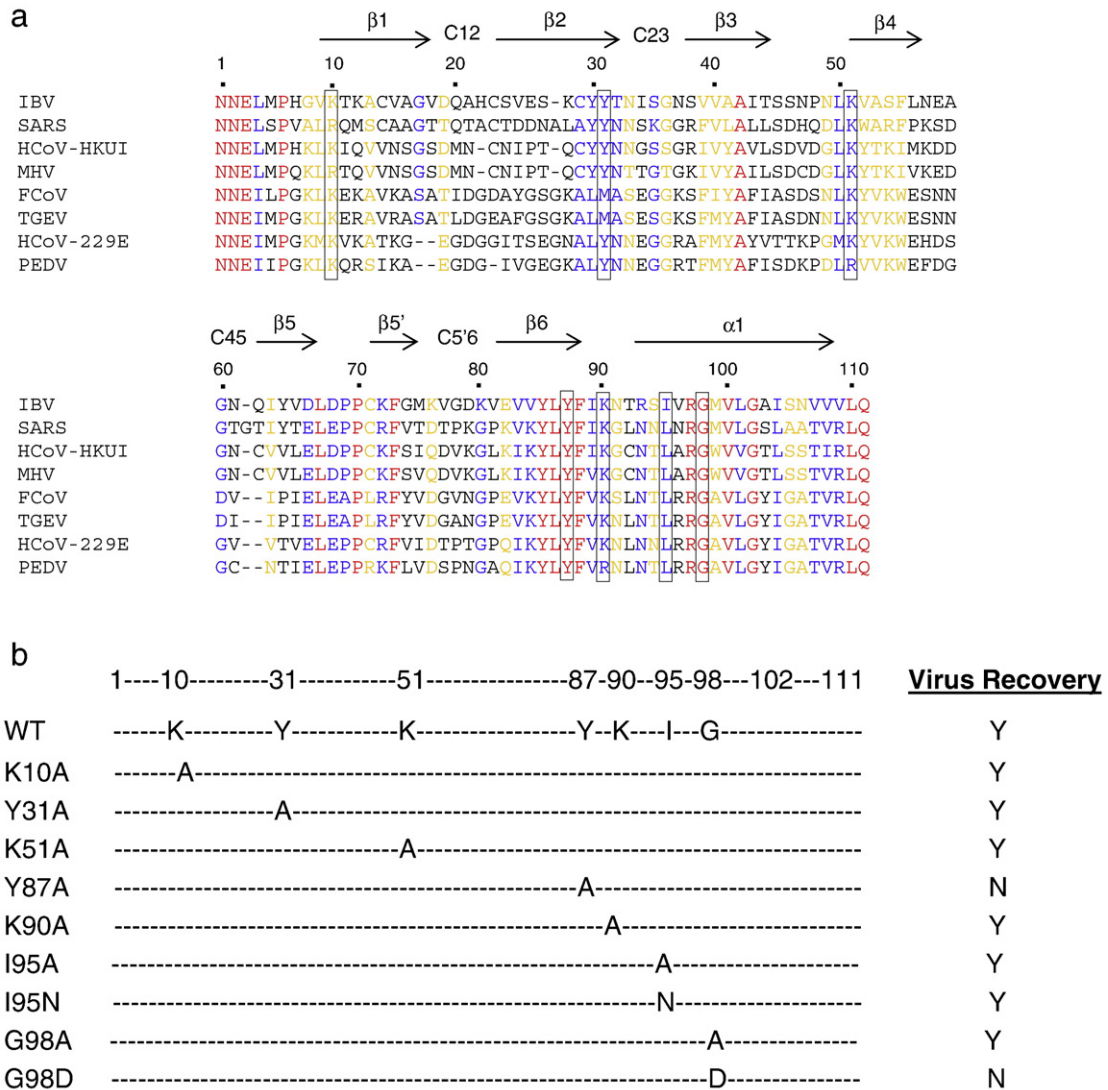 a
β1 C12 β2 C23 β3 β4
1 10 20 30 40 50
IBV NNELMPHGVKTKACVAGVDQAHCSVES-KCYYTNISGNSVVAAITSSNPNLKVASFLNEA
SARS NNELSPVALRQMSCAAGTTQTACTDDNALAYYNNSKGGRFVLALLSDHQDLKWARFPKSD
HCoV-HKUI NNELMPGKLKIQVVNSGSDMN-CNIPT-QCYYNNGSSGRIVYAVLSDVDGLKYTKIMKDD
MHV NNELMPQKLRTQVVNSGSDMN-CNIPT-QCYYNTTGTGKIVYAILSDCDGLKYTKIVKED
FCoV NNEILPGKLKEKAVKASATIDGDAYGSGKALMASEGGKSFIYAFIASDSNLKYVKWESNN
TGEV NNEIMPGKLKERAVRASATLDGEAFGSGKALMASESGKSFMYAFIASDNNLKYVKWESNN
HCoV-229E NNEIMPGKMKVKATKG--EGDGGITSEGNALYNNEGGRAFMYAYVTTKPGMKYVKWEHDS
PEDV NNEIIPGKLKQRSIKA--EGDG-IVGEGKALYNNEGGRTFMYAFISDKPDLRVVKWEFDG
C45 β5 β5' C5'6 β6 α1
60 70 80 90 100 110
IBV GN-QIYVDLDPPCKFGMKVGDKVEVVYLYFIKNTRSIVRGMVLGAISNVVVLQ
SARS GTGTIYTELEPPCRFVTDTPKGPKVKYLYFIKGLNNLNRGMVLGSLAATVRLQ
HCoV-HKUI GN-CVVLELDPPCKFSIQDVKGLKIKYLYFIKGCNTLARGWVVGTLSSTIRLQ
MHV GN-CVVLELDPPCKFSVQDVKGLKIKYLYFVKGCNTLARGWVVGTLSSTIRLQ
FCoV DV--IPIELEAPLRFYVDGVNGPEVKYLYFVKSLNTLRRGAVLGYIGATVRLQ
TGEV DI--IPIELEAPLRFYVDGANGPEVKYLYFVKNLNTLRRGAVLGYIGATVRLQ
HCoV-229E GV--VTVELEPPCRFVIDTPTGPQIKYLYFVKNLNNLRRGAVLGYIGATVRLQ
PEDV GC--NTIELEPPRKFLVDSPNGAQIKYLYFVRNLNTLRRGAVLGYIGATVRLQ
b
1----10---------31------------51-----------------87-90---95--98----102---111 Virus Recovery
WT ------K---------Y------------K-----------------Y--K----I---G--------------- Y
K10A -------A------------------------------------------------------------------- Y
Y31A -----------------A--------------------------------------------------------- Y
K51A -----------------------------A--------------------------------------------- Y
Y87A -----------------------------------------------A--------------------------- N
K90A --------------------------------------------------A------------------------ Y
I95A -------------------------------------------------------A------------------- Y
I95N -------------------------------------------------------N------------------- Y
G98A ------------------------------------------------------------A-------------- Y
G98D ------------------------------------------------------------D-------------- N